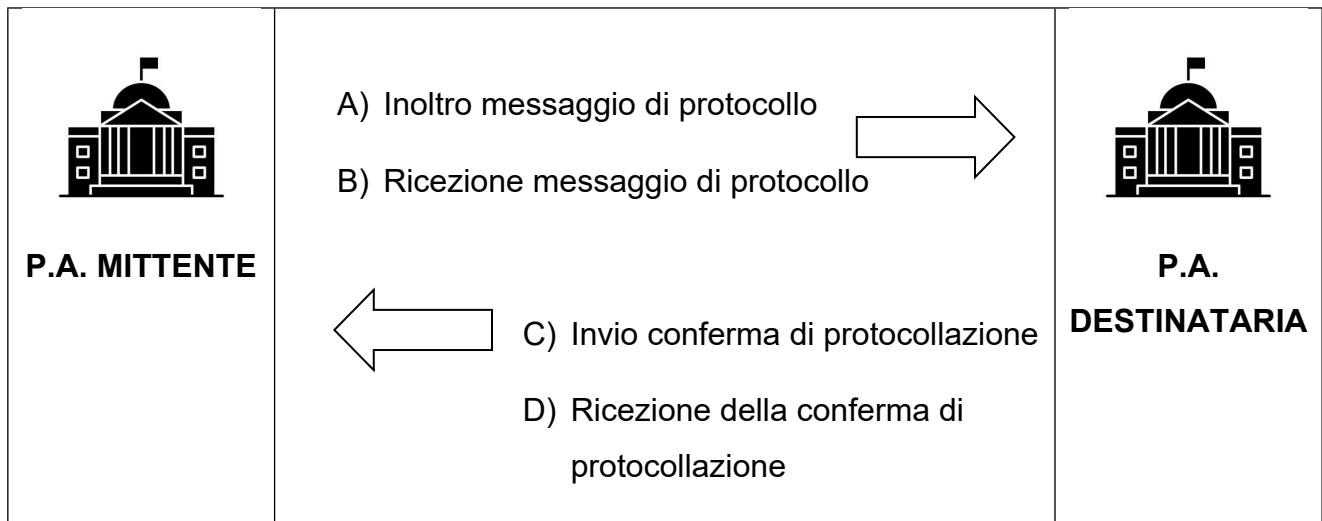 P.A. MITTENTE
A) Inoltro messaggio di protocollo
B) Ricezione messaggio di protocollo
C) Invio conferma di protocollazione
D) Ricezione della conferma di
protocollazione
P.A.
DESTINATARIA